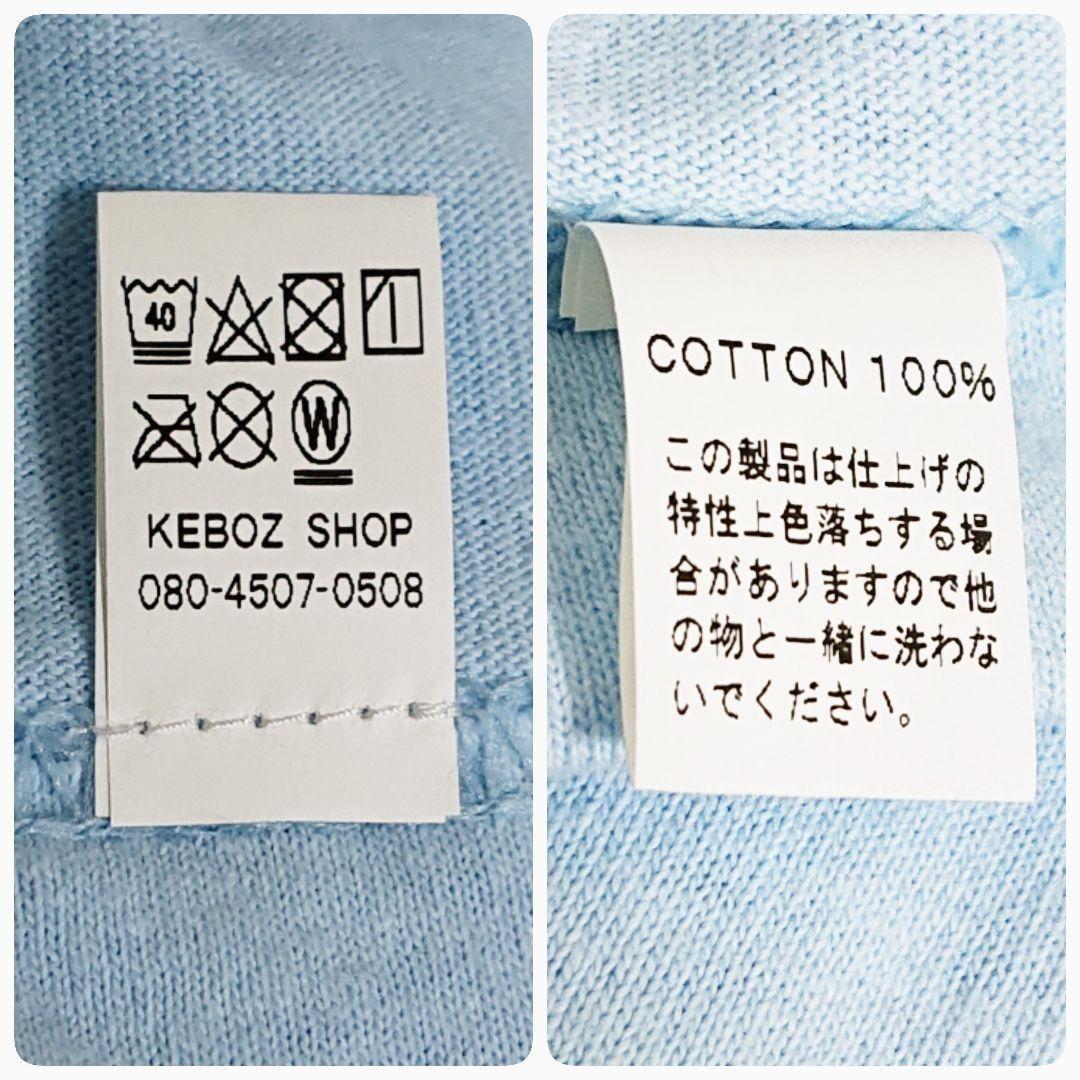 40
W
KEBOZ SHOP
080-4507-0508
COTTON 100%
この製品は仕上げの
特性上色落ちする場
合がありますので他
の物と一緒に洗わな
いでください。